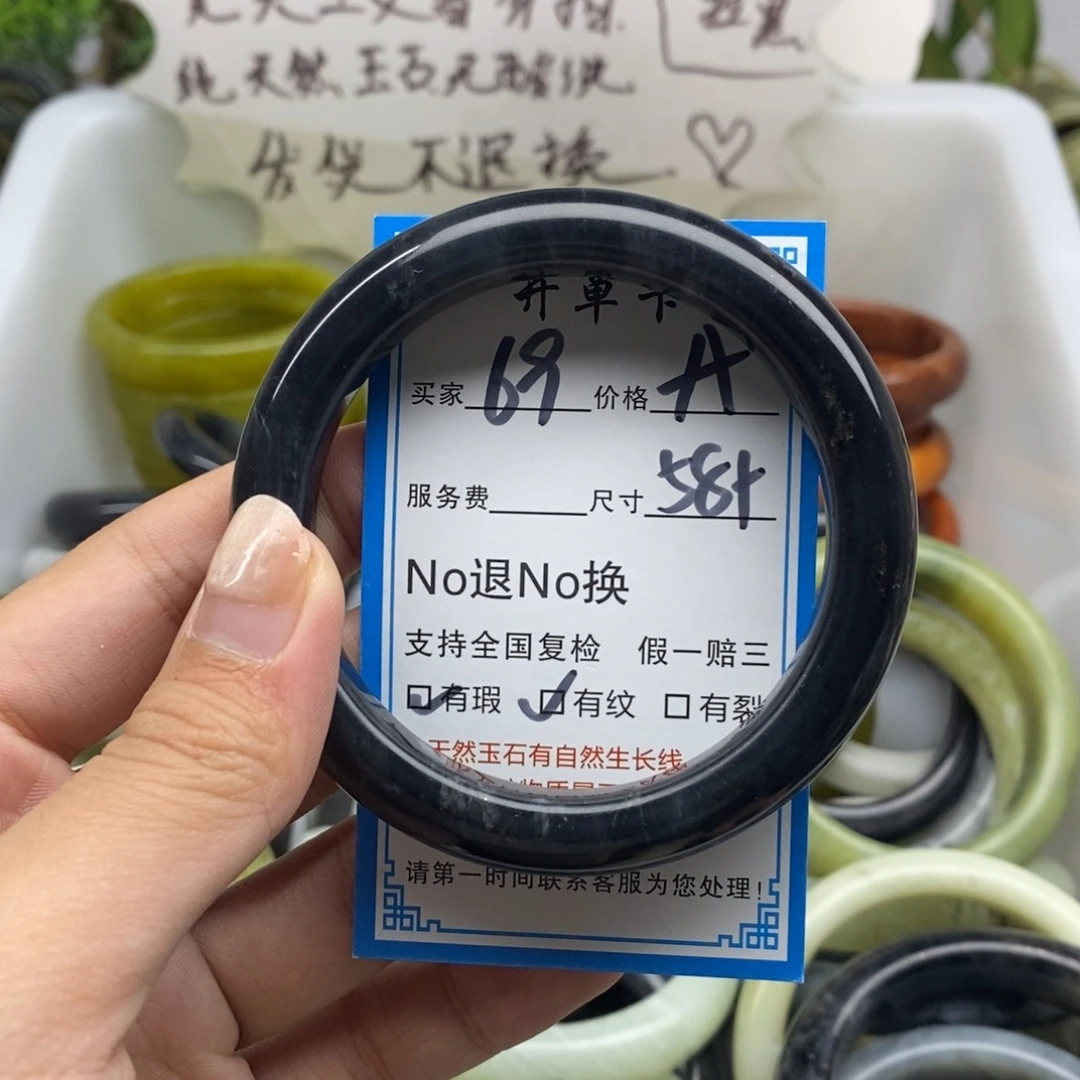 纯天然玉石无酸洗
发货不退换
开單卡
买家 69 价格 A
服务费 尺寸 58+
No退No换
支持全国复检 假一赔三
有瑕 有纹 有裂
天然玉石有自然生长线
请第一时间联系客服为您处理!